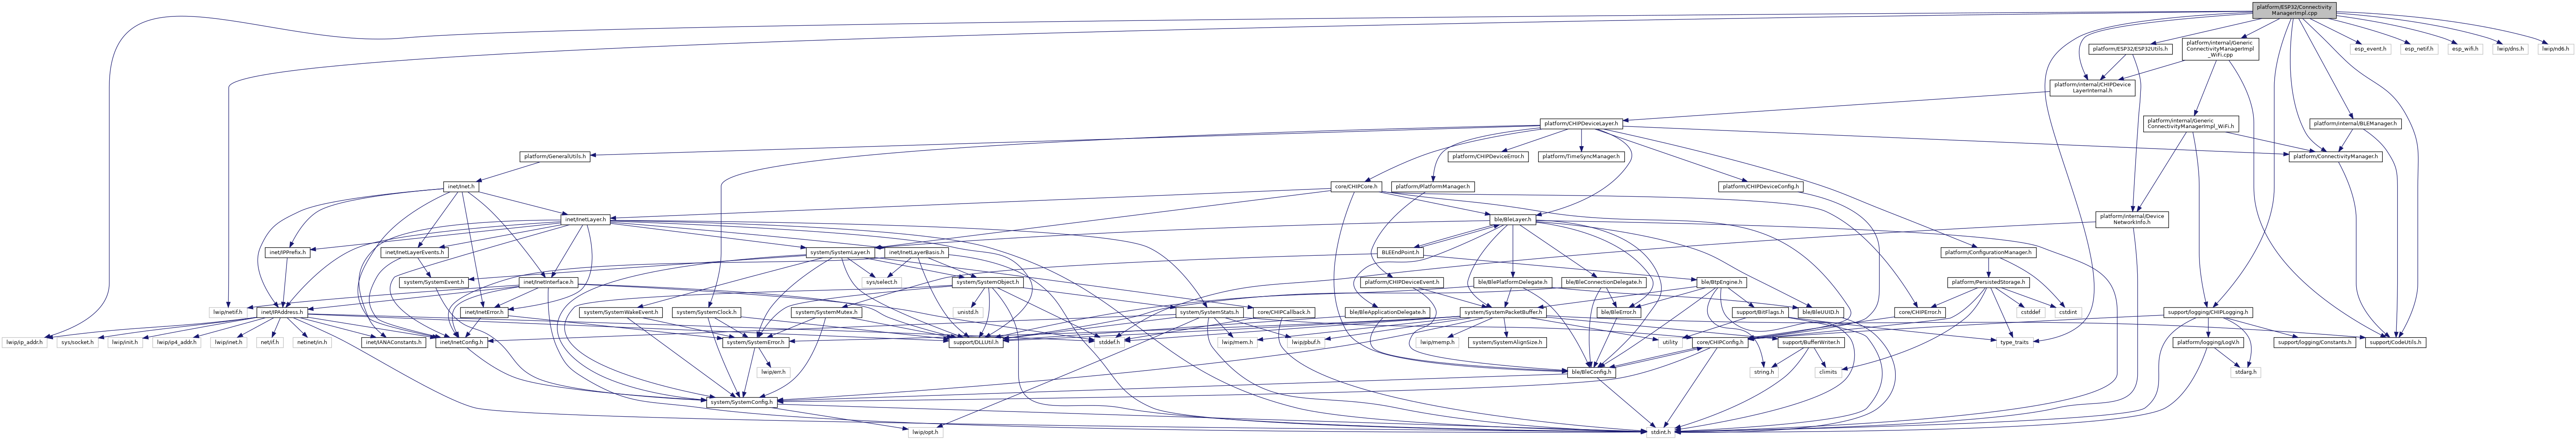 platform/ESP32/Connectivity
ManagerImpl.cpp
platform/ESP32/ESP32Utils.h
platform/internal/Generic
ConnectivityManagerImpl
_WiFi.cpp
esp_event.h
esp_netif.h
esp_wifi.h
lwip/dns.h
lwip/nd6.h
platform/internal/CHIPDevice
LayerInternal.h
platform/CHIPDeviceLayer.h
platform/internal/Generic
ConnectivityManagerImpl_WiFi.h
platform/internal/BLEManager.h
platform/GeneralUtils.h
platform/CHIPDeviceError.h
platform/TimeSyncManager.h
platform/ConnectivityManager.h
inet/Inet.h
core/CHIPCore.h
platform/PlatformManager.h
platform/CHIPDeviceConfig.h
inet/InetLayer.h
ble/BleLayer.h
platform/internal/Device
NetworkInfo.h
inet/IPPrefix.h
inet/InetLayerEvents.h
system/SystemLayer.h
inet/InetLayerBasis.h
BLEEndPoint.h
platform/ConfigurationManager.h
system/SystemEvent.h
inet/InetInterface.h
sys/select.h
system/SystemObject.h
platform/CHIPDeviceEvent.h
ble/BlePlatformDelegate.h
ble/BleConnectionDelegate.h
ble/BtpEngine.h
platform/PersistedStorage.h
lwip/netif.h
inet/IPAddress.h
inet/InetError.h
system/SystemWakeEvent.h
system/SystemClock.h
system/SystemMutex.h
unistd.h
system/SystemStats.h
core/CHIPCallback.h
ble/BleApplicationDelegate.h
system/SystemPacketBuffer.h
ble/BleError.h
support/BitFlags.h
ble/BleUUID.h
core/CHIPError.h
cstddef
cstdint
support/logging/CHIPLogging.h
lwip/ip_addr.h
sys/socket.h
lwip/init.h
lwip/ip4_addr.h
lwip/inet.h
net/if.h
netinet/in.h
inet/IANAConstants.h
inet/InetConfig.h
system/SystemError.h
support/DLLUtil.h
stddef.h
lwip/mem.h
lwip/pbuf.h
lwip/memp.h
system/SystemAlignSize.h
utility
core/CHIPConfig.h
support/BufferWriter.h
type_traits
platform/logging/LogV.h
support/logging/Constants.h
support/CodeUtils.h
lwip/err.h
ble/BleConfig.h
string.h
climits
stdarg.h
system/SystemConfig.h
lwip/opt.h
stdint.h